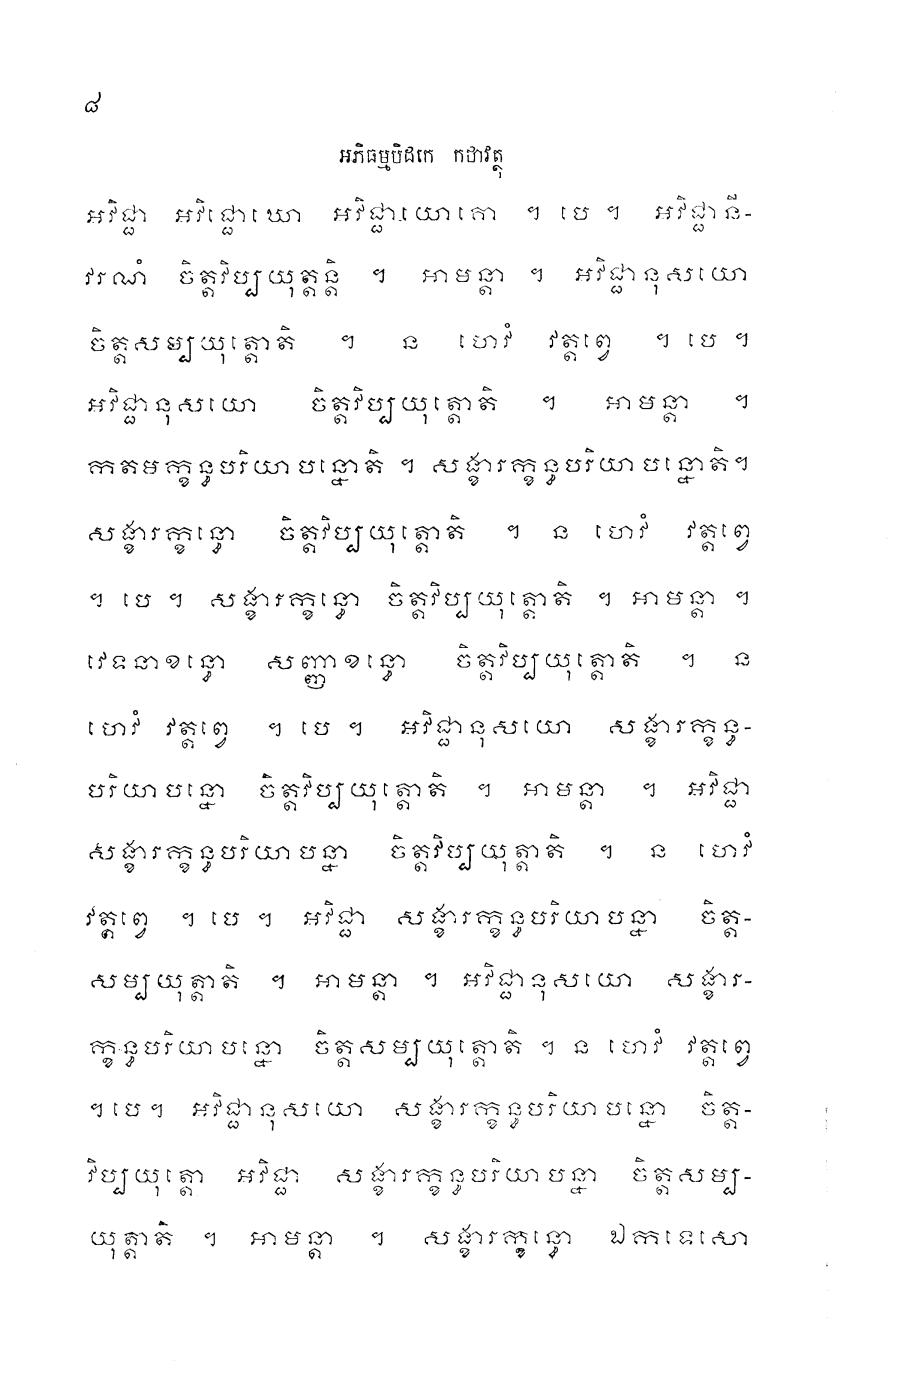 ៨
អភិធម្មបិដកេ កថាវត្ថុ
អវិជ្ជា អវិជ្ជោឃោ អវិជ្ជាយោគោ ។ បេ ។ អវិជ្ជានី-
វរណំ ចិត្តវិប្បយុត្តន្តិ ។ អាមន្តា ។ អវិជ្ជានុសយោ
ចិត្តសម្បយុត្តោតិ ។ ន ហេវំ វត្តព្វេ ។ បេ ។
អវិជ្ជានុសយោ ចិត្តវិប្បយុត្តោតិ ។ អាមន្តា ។
កតមក្ខន្ធបរិយាបន្នោតិ ។ សង្ខារក្ខន្ធបរិយាបន្នោតិ។
សង្ខារក្ខន្ធោ ចិត្តវិប្បយុត្តោតិ ។ ន ហេវំ វត្តព្វេ
។ បេ ។ សង្ខារក្ខន្ធោ ចិត្តវិប្បយុត្តោតិ ។ អាមន្តា ។
វេទនាខន្ធោ សញ្ញាខន្ធោ ចិត្តវិប្បយុត្តោតិ ។ ន
ហេវំ វត្តព្វេ ។ បេ ។ អវិជ្ជានុសយោ សង្ខារក្ខន្ធ-
បរិយាបន្នោ ចិត្តវិប្បយុត្តោតិ ។ អាមន្តា ។ អវិជ្ជា
សង្ខារក្ខន្ធបរិយាបន្នា ចិត្តវិប្បយុត្តាតិ ។ ន ហេវំ
វត្តព្វេ ។ បេ ។ អវិជ្ជា សង្ខារក្ខន្ធបរិយាបន្នា ចិត្ត-
សម្បយុត្តាតិ ។ អាមន្តា ។ អវិជ្ជានុសយោ សង្ខារ-
ក្ខន្ធបរិយាបន្នោ ចិត្តសម្បយុត្តោតិ ។ ន ហេវំ វត្តព្វេ
។ បេ ។ អវិជ្ជានុសយោ សង្ខារក្ខន្ធបរិយាបន្នោ ចិត្ត-
វិប្បយុត្តោ អវិជ្ជា សង្ខារក្ខន្ធបរិយាបន្នា ចិត្តសម្ប-
យុត្តាតិ ។ អាមន្តា ។ សង្ខារក្ខន្ធោ ឯកទេសោ